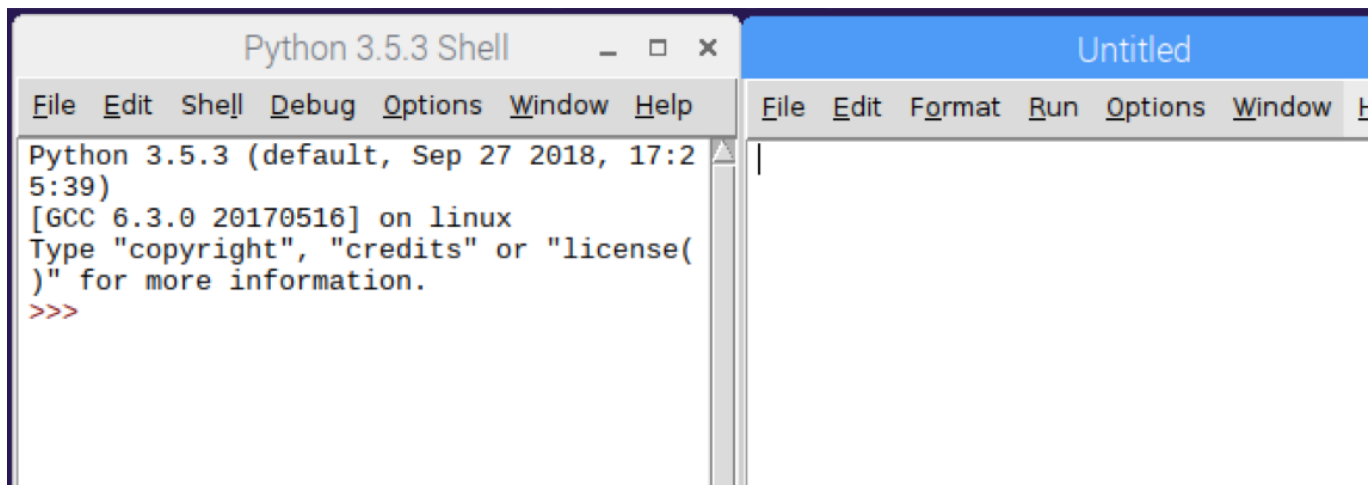 Python 3.5.3 Shell
File Edit Shell Debug Options Window Help
Python 3.5.3 (default, Sep 27 2018, 17:2
5:39)
[GCC 6.3.0 20170516] on linux
Type "copyright", "credits" or "license(
)" for more information.
>>>
Untitled
File Edit Format Run Options Window H